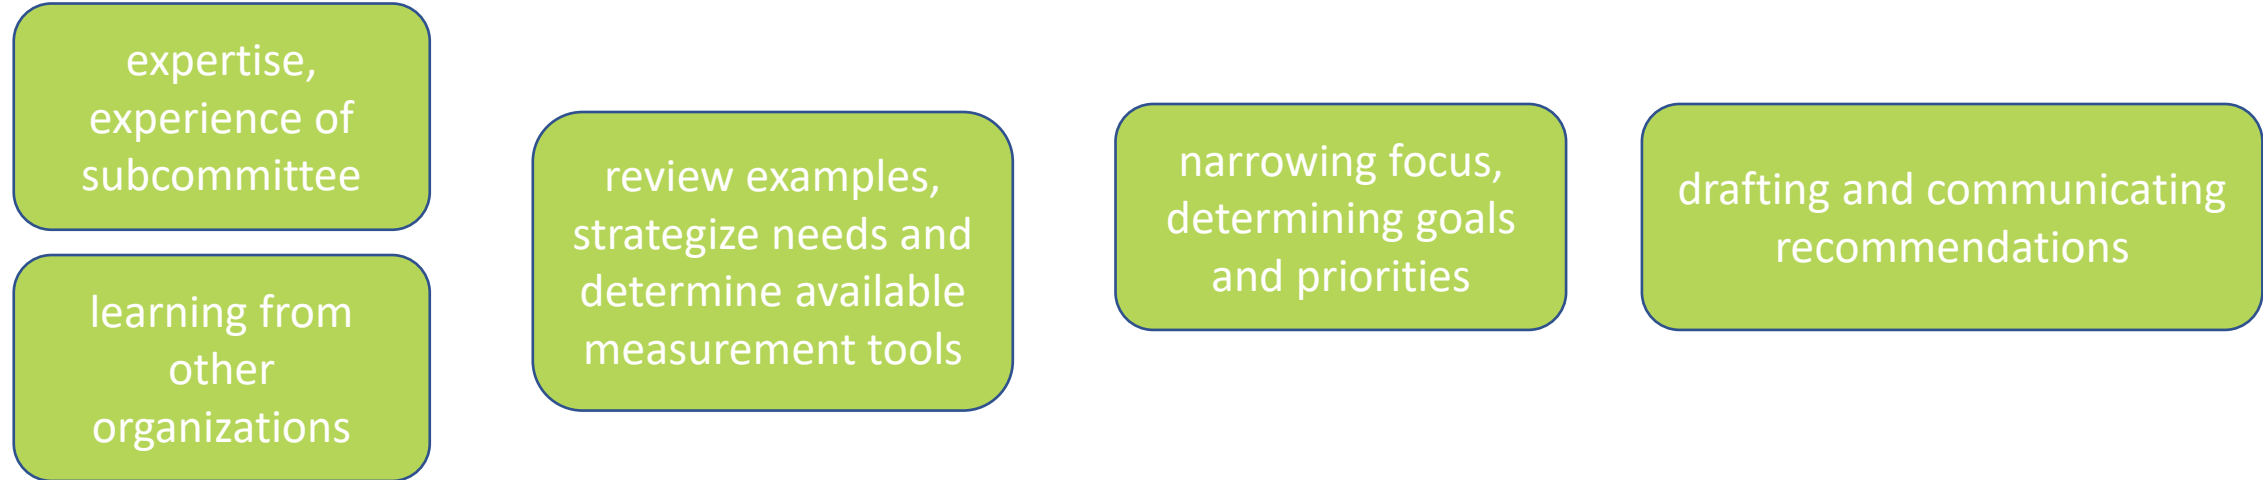 expertise,
experience of
subcommittee
learning from
other
organizations
review examples,
strategize needs and
determine available
measurement tools
narrowing focus,
determining goals
and priorities
drafting and communicating
recommendations